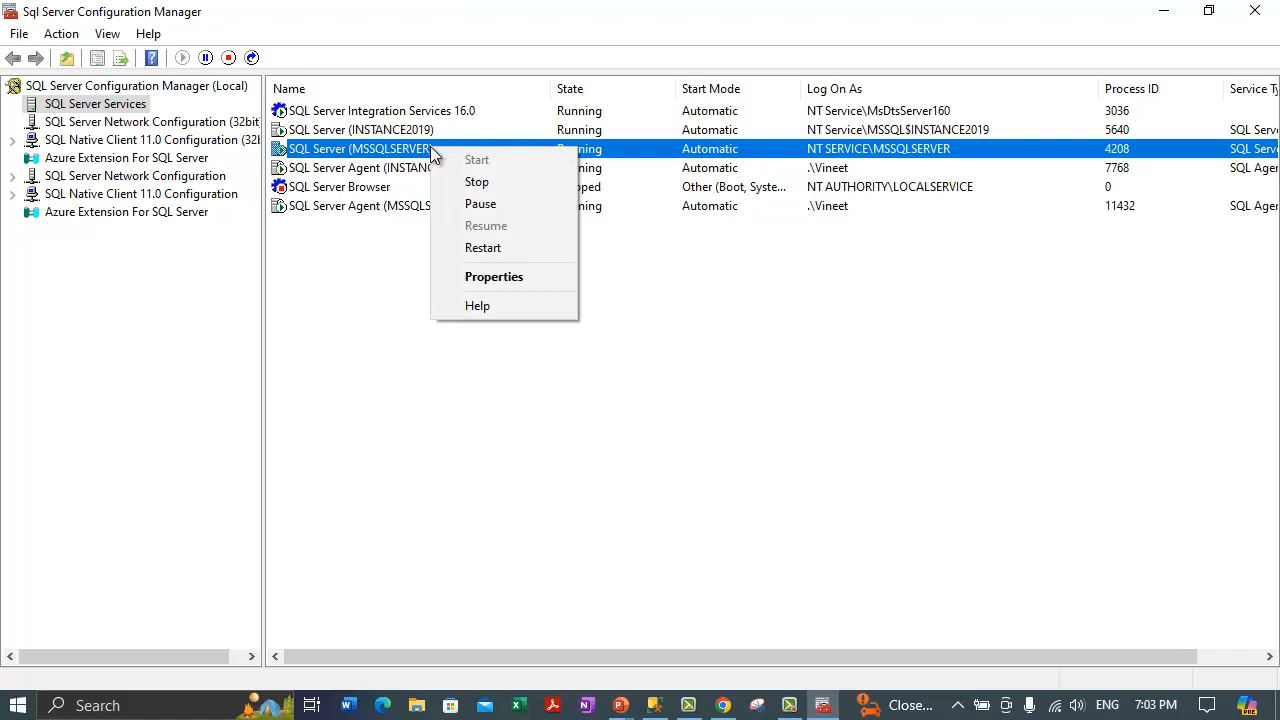 Sql Server Configuration Manager
File Action View Help
SQL Server Configuration Manager (Local)
SQL Server Services
SQL Server Network Configuration (32bit
SQL Native Client 11.0 Configuration (32b
Azure Extension For SQL Server
SQL Server Network Configuration
SQL Native Client 11.0 Configuration
Azure Extension For SQL Server
Name State Start Mode Log On As Process ID Service Ty
SQL Server Integration Services 16.0 Running Automatic NT Service\MsDtsServer160 3036
SQL Server (INSTANCE2019) Running Automatic NT Service\MSSQL$INSTANCE2019 5640 SQL Serve
SQL Server (MSSQLSERVER) Automatic NT SERVICE\MSSQLSERVER 4208 SQL Serve
SQL Server Agent (INSTANC Automatic .\Vineet 7768 SQL Agen
SQL Server Browser pped Other (Boot, Syste... NT AUTHORITY\LOCALSERVICE 0
SQL Server Agent (MSSQLS ning Automatic .\Vineet 11432 SQL Agen
Start
Stop
Pause
Resume
Restart
Properties
Help
Search Close... ENG 7:03 PM